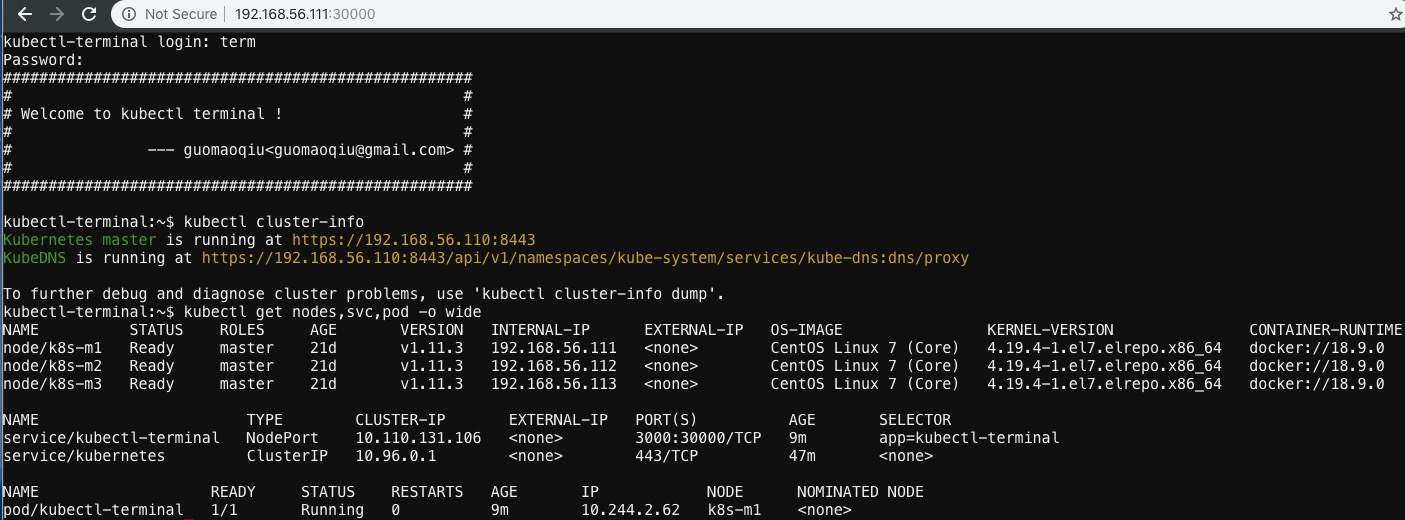 Not Secure | 192.168.56.111:30000
kubectl-terminal login: term
Password:
####################################################
#                                                  #
# Welcome to kubectl terminal !                    #
#                                                  #
#               --- guomaoqiu<guomaoqiu@gmail.com> #
#                                                  #
####################################################
kubectl-terminal:~$ kubectl cluster-info
Kubernetes master is running at https://192.168.56.110:8443
KubeDNS is running at https://192.168.56.110:8443/api/v1/namespaces/kube-system/services/kube-dns:dns/proxy
To further debug and diagnose cluster problems, use 'kubectl cluster-info dump'.
kubectl-terminal:~$ kubectl get nodes,svc,pod -o wide
NAME          STATUS    ROLES     AGE       VERSION   INTERNAL-IP      EXTERNAL-IP   OS-IMAGE                KERNEL-VERSION               CONTAINER-RUNTIME
node/k8s-m1   Ready     master    21d       v1.11.3   192.168.56.111   <none>        CentOS Linux 7 (Core)   4.19.4-1.el7.elrepo.x86_64   docker://18.9.0
node/k8s-m2   Ready     master    21d       v1.11.3   192.168.56.112   <none>        CentOS Linux 7 (Core)   4.19.4-1.el7.elrepo.x86_64   docker://18.9.0
node/k8s-m3   Ready     master    21d       v1.11.3   192.168.56.113   <none>        CentOS Linux 7 (Core)   4.19.4-1.el7.elrepo.x86_64   docker://18.9.0
NAME                       TYPE        CLUSTER-IP       EXTERNAL-IP   PORT(S)          AGE       SELECTOR
service/kubectl-terminal   NodePort    10.110.131.106   <none>        3000:30000/TCP   9m        app=kubectl-terminal
service/kubernetes         ClusterIP   10.96.0.1        <none>        443/TCP          47m       <none>
NAME                   READY     STATUS    RESTARTS   AGE       IP            NODE      NOMINATED NODE
pod/kubectl-terminal   1/1       Running   0          9m        10.244.2.62   k8s-m1    <none>